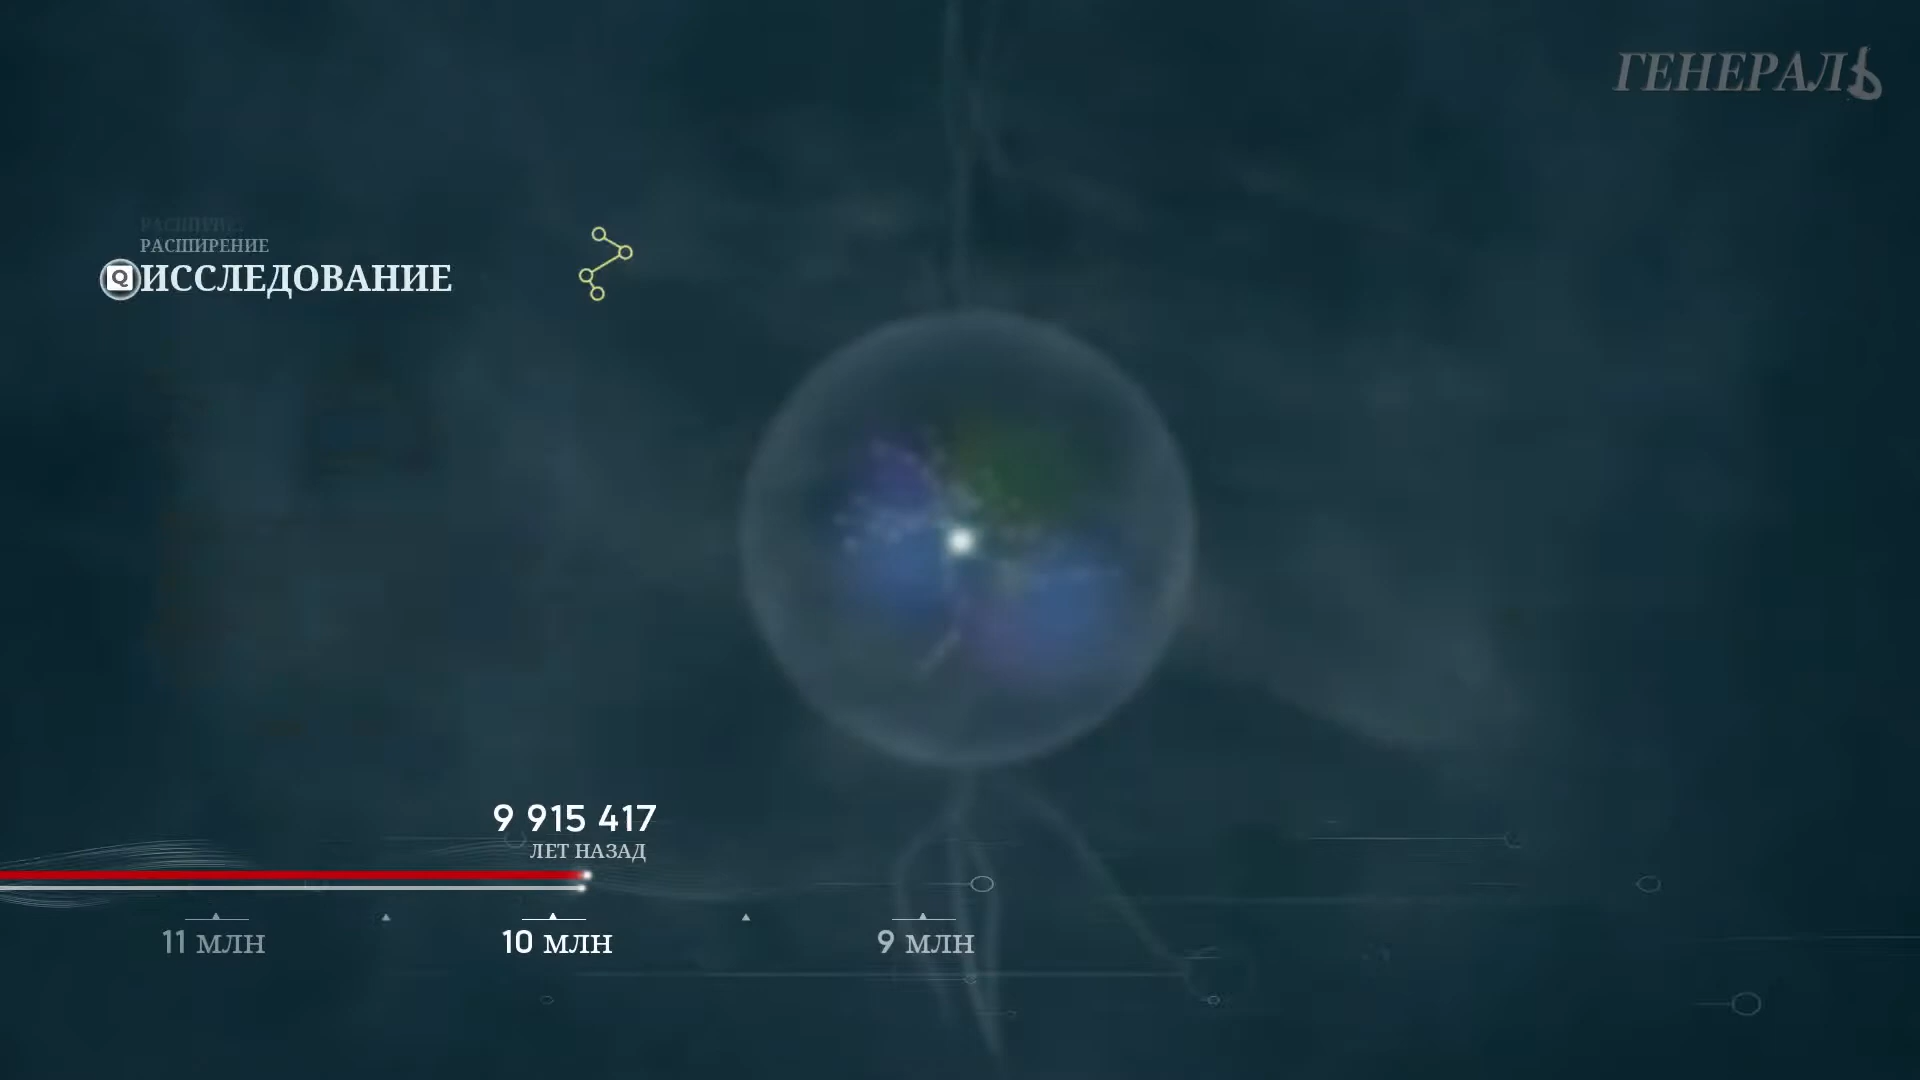 ГЕНЕРАЛЬ
РАСШИРЕНИЕ
Q ИССЛЕДОВАНИЕ
9 915 417
ЛЕТ НАЗАД
11 млн
10 млн
9 млн